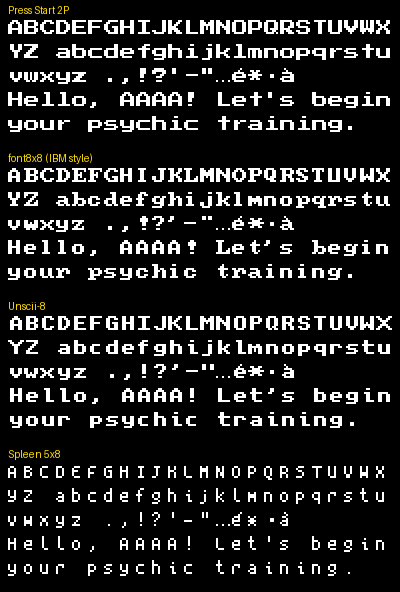 Press Start 2P
ABCDEFGHIJKLMNOPQRSTUVWX
YZ abcdefghijklmnopqrstu
vwxyz .,!?'-"…é*·à
Hello, AAAA! Let's begin
your psychic training.
font8x8 (IBM style)
ABCDEFGHIJKLMNOPQRSTUVWX
YZ abcdefghijklmnopqrstu
vwxyz .,!?'-"…é*·à
Hello, AAAA! Let's begin
your psychic training.
Unscii-8
ABCDEFGHIJKLMNOPQRSTUVWX
YZ abcdefghijklmnopqrstu
vwxyz .,!?'-"…é*·à
Hello, AAAA! Let's begin
your psychic training.
Spleen 5x8
ABCDEFGHIJKLMNOPQRSTUVWX
YZ abcdefghijklmnopqrstu
vwxyz .,!?'-"…é* ·à
Hello, AAAA! Let's begin
your psychic training.